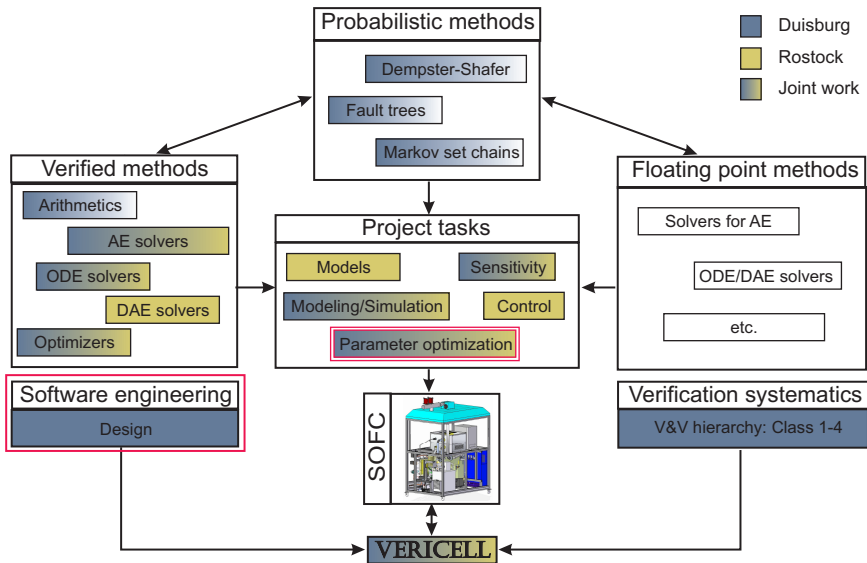 Probabilistic methods
Dempster-Shafer
Fault trees
Markov set chains
Duisburg
Rostock
Joint work
Verified methods
Arithmetics
AE solvers
ODE solvers
DAE solvers
Optimizers
Project tasks
Models
Sensitivity
Modeling/Simulation
Control
Parameter optimization
Floating point methods
Solvers for AE
ODE/DAE solvers
etc.
Software engineering
Design
SOFC
Verification systematics
V&V hierarchy: Class 1-4
VERICELL